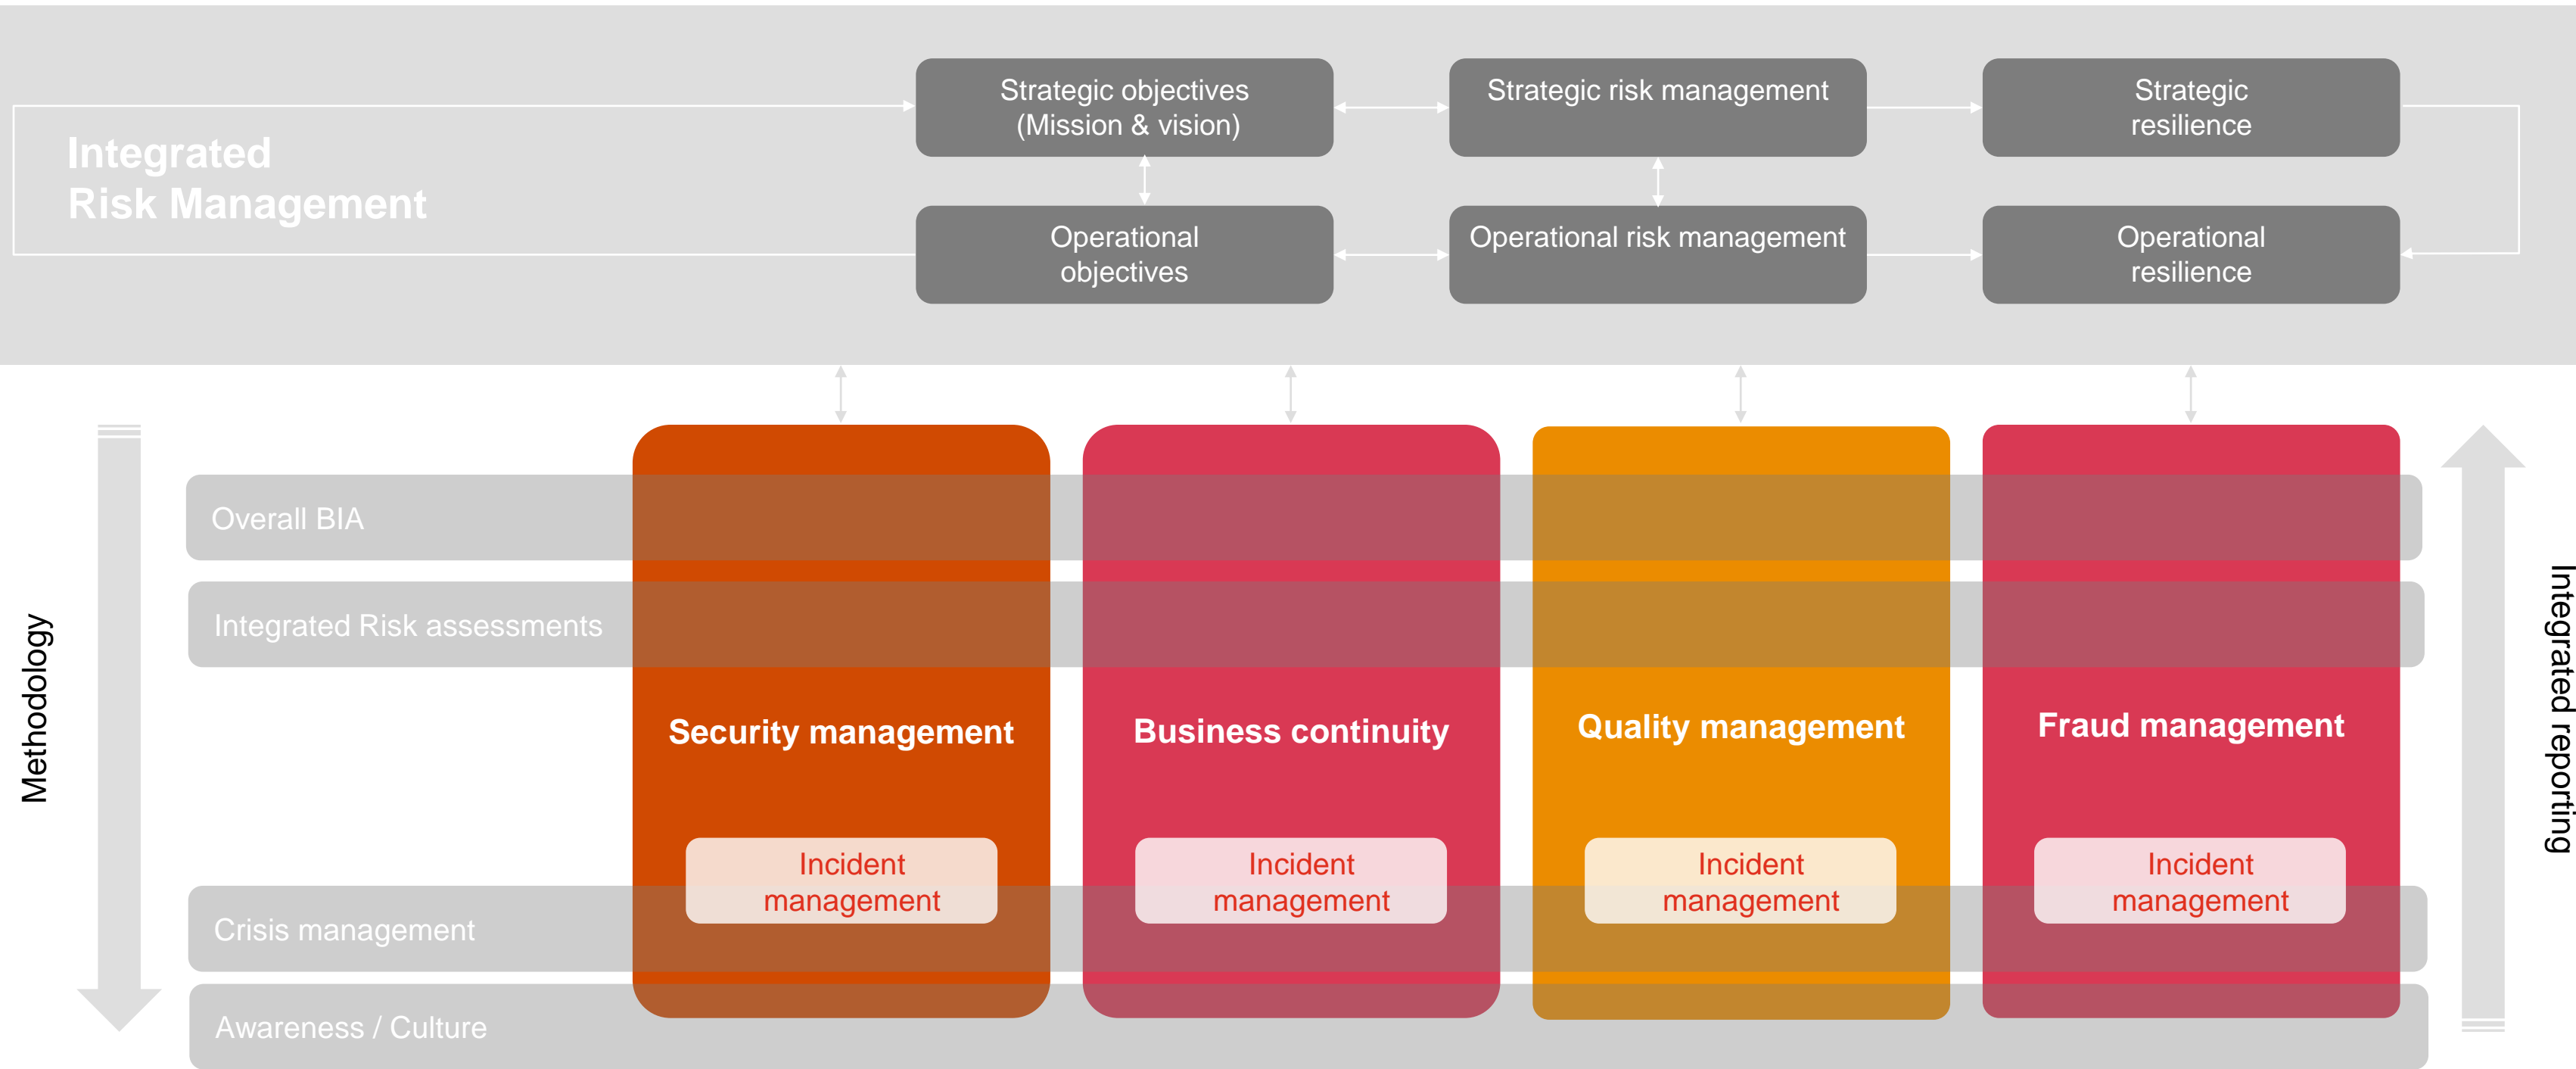 Integrated
Risk Management
Strategic objectives
(Mission & vision)
Strategic risk management
Strategic
resilience
Operational
objectives
Operational risk management
Operational
resilience
Methodology
Overall BIA
Integrated Risk assessments
Security management
Business continuity
Quality management
Fraud management
Incident
management
Incident
management
Incident
management
Incident
management
Crisis management
Awareness / Culture
Integrated reporting